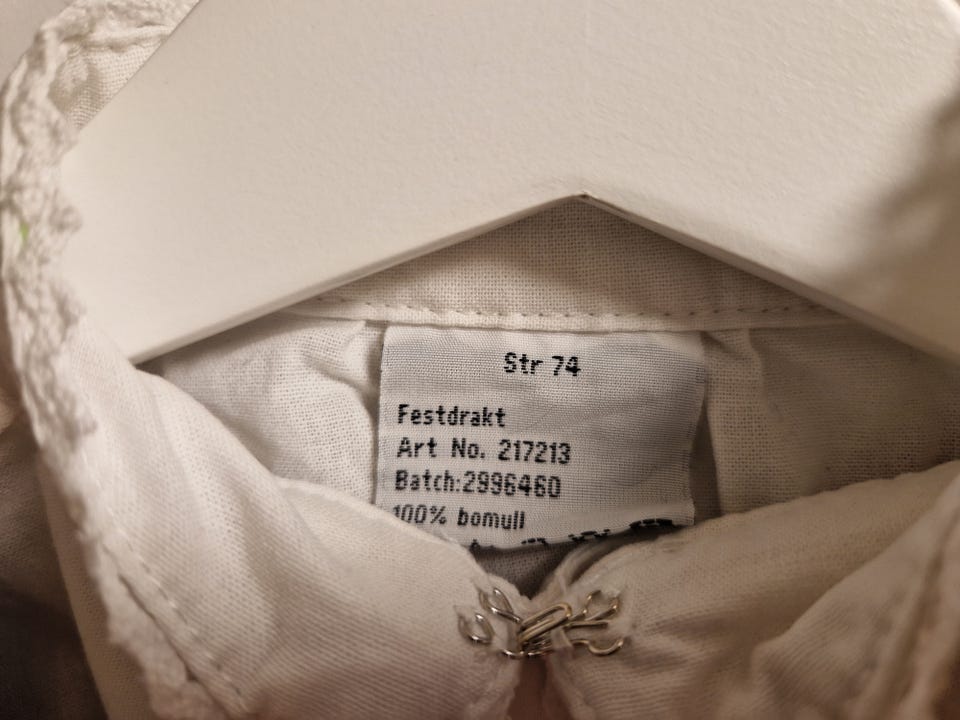 Str 74
Festdrakt
Art No. 217213
Batch:2996460
100% bomull